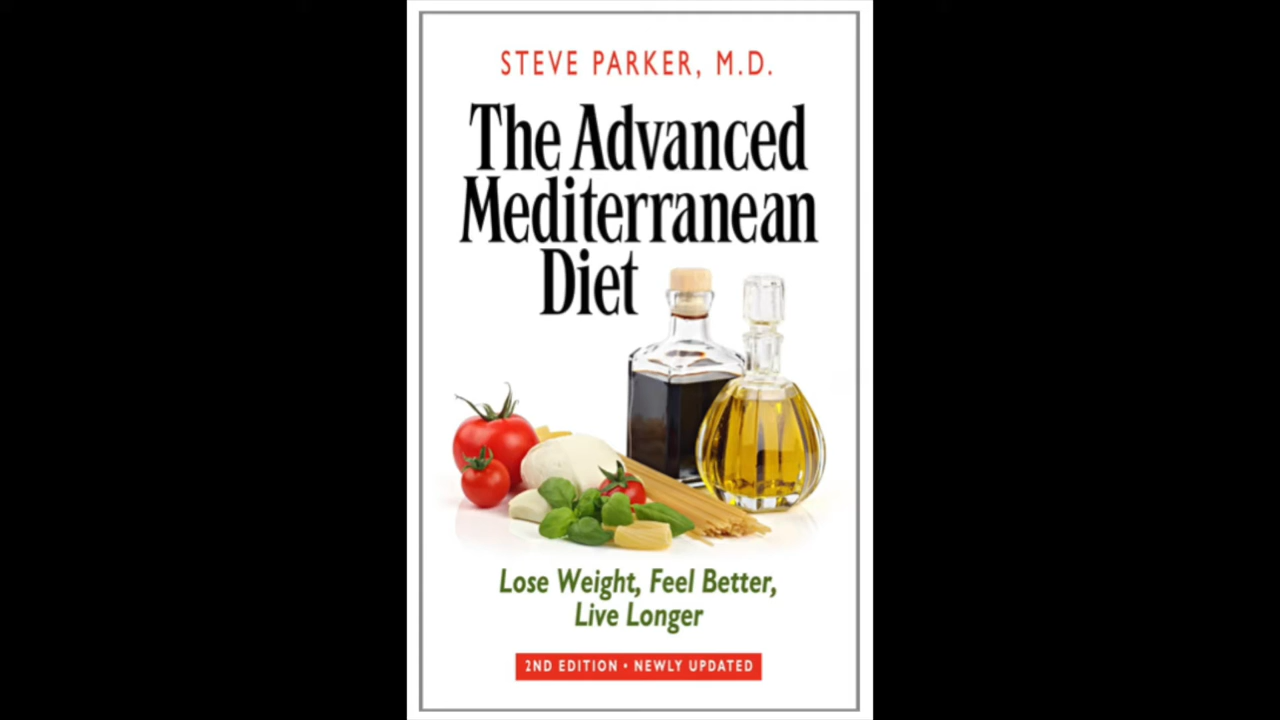 STEVE PARKER, M.D.
The Advanced
Mediterranean
Diet
Lose Weight, Feel Better,
Live Longer
2ND EDITION • NEWLY UPDATED